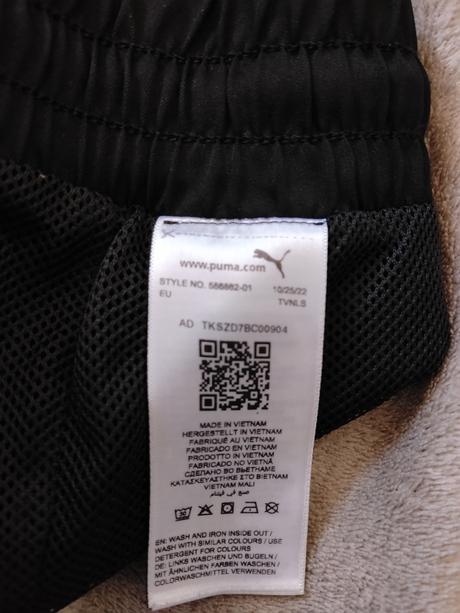 www.puma.com
STYLE NO. 586862-01 10/25/22
EU TVNLS
AD TKSZD7BC00904
MADE IN VIETNAM
HERGESTELLT IN VIETNAM
FABRIQUÉ AU VIETNAM
FABRICADO EN VIETNAM
PRODOTTO IN VIETNAM
FABRICADO NO VIETNÃ
СДЕЛАНО ВО ВЬЕТНАМЕ
ΚΑΤΑΣΚΕΥΑΣΤΗΚΕ ΣΤΟ ΒΙΕΤΝΑΜ
VIETNAM MALI
صنع في فيتنام
EN: WASH AND IRON INSIDE OUT /
WASH WITH SIMILAR COLOURS / USE
DETERGENT FOR COLOURS
DE: LINKS WASCHEN UND BÜGELN /
MIT ÄHNLICHEN FARBEN WASCHEN /
COLORWASCHMITTEL VERWENDEN